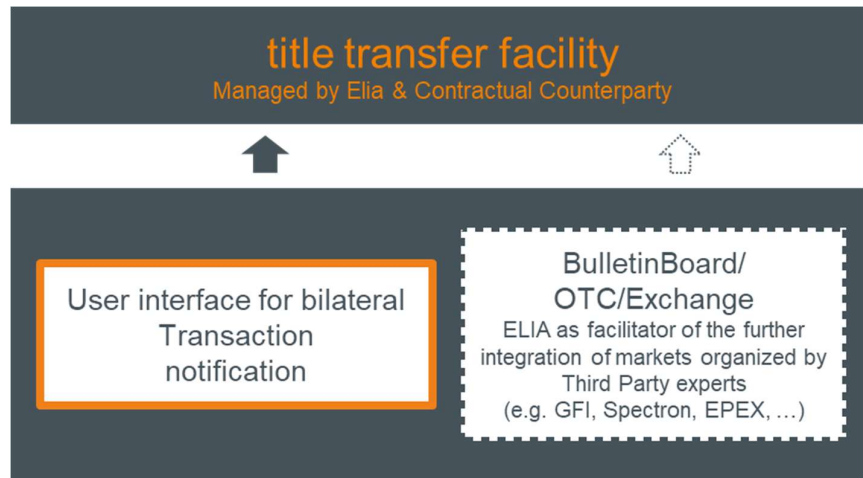 title transfer facility
Managed by Elia & Contractual Counterparty
User interface for bilateral
Transaction
notification
BulletinBoard/
OTC/Exchange
ELIA as facilitator of the further
integration of markets organized by
Third Party experts
(e.g. GFI, Spectron, EPEX, …)